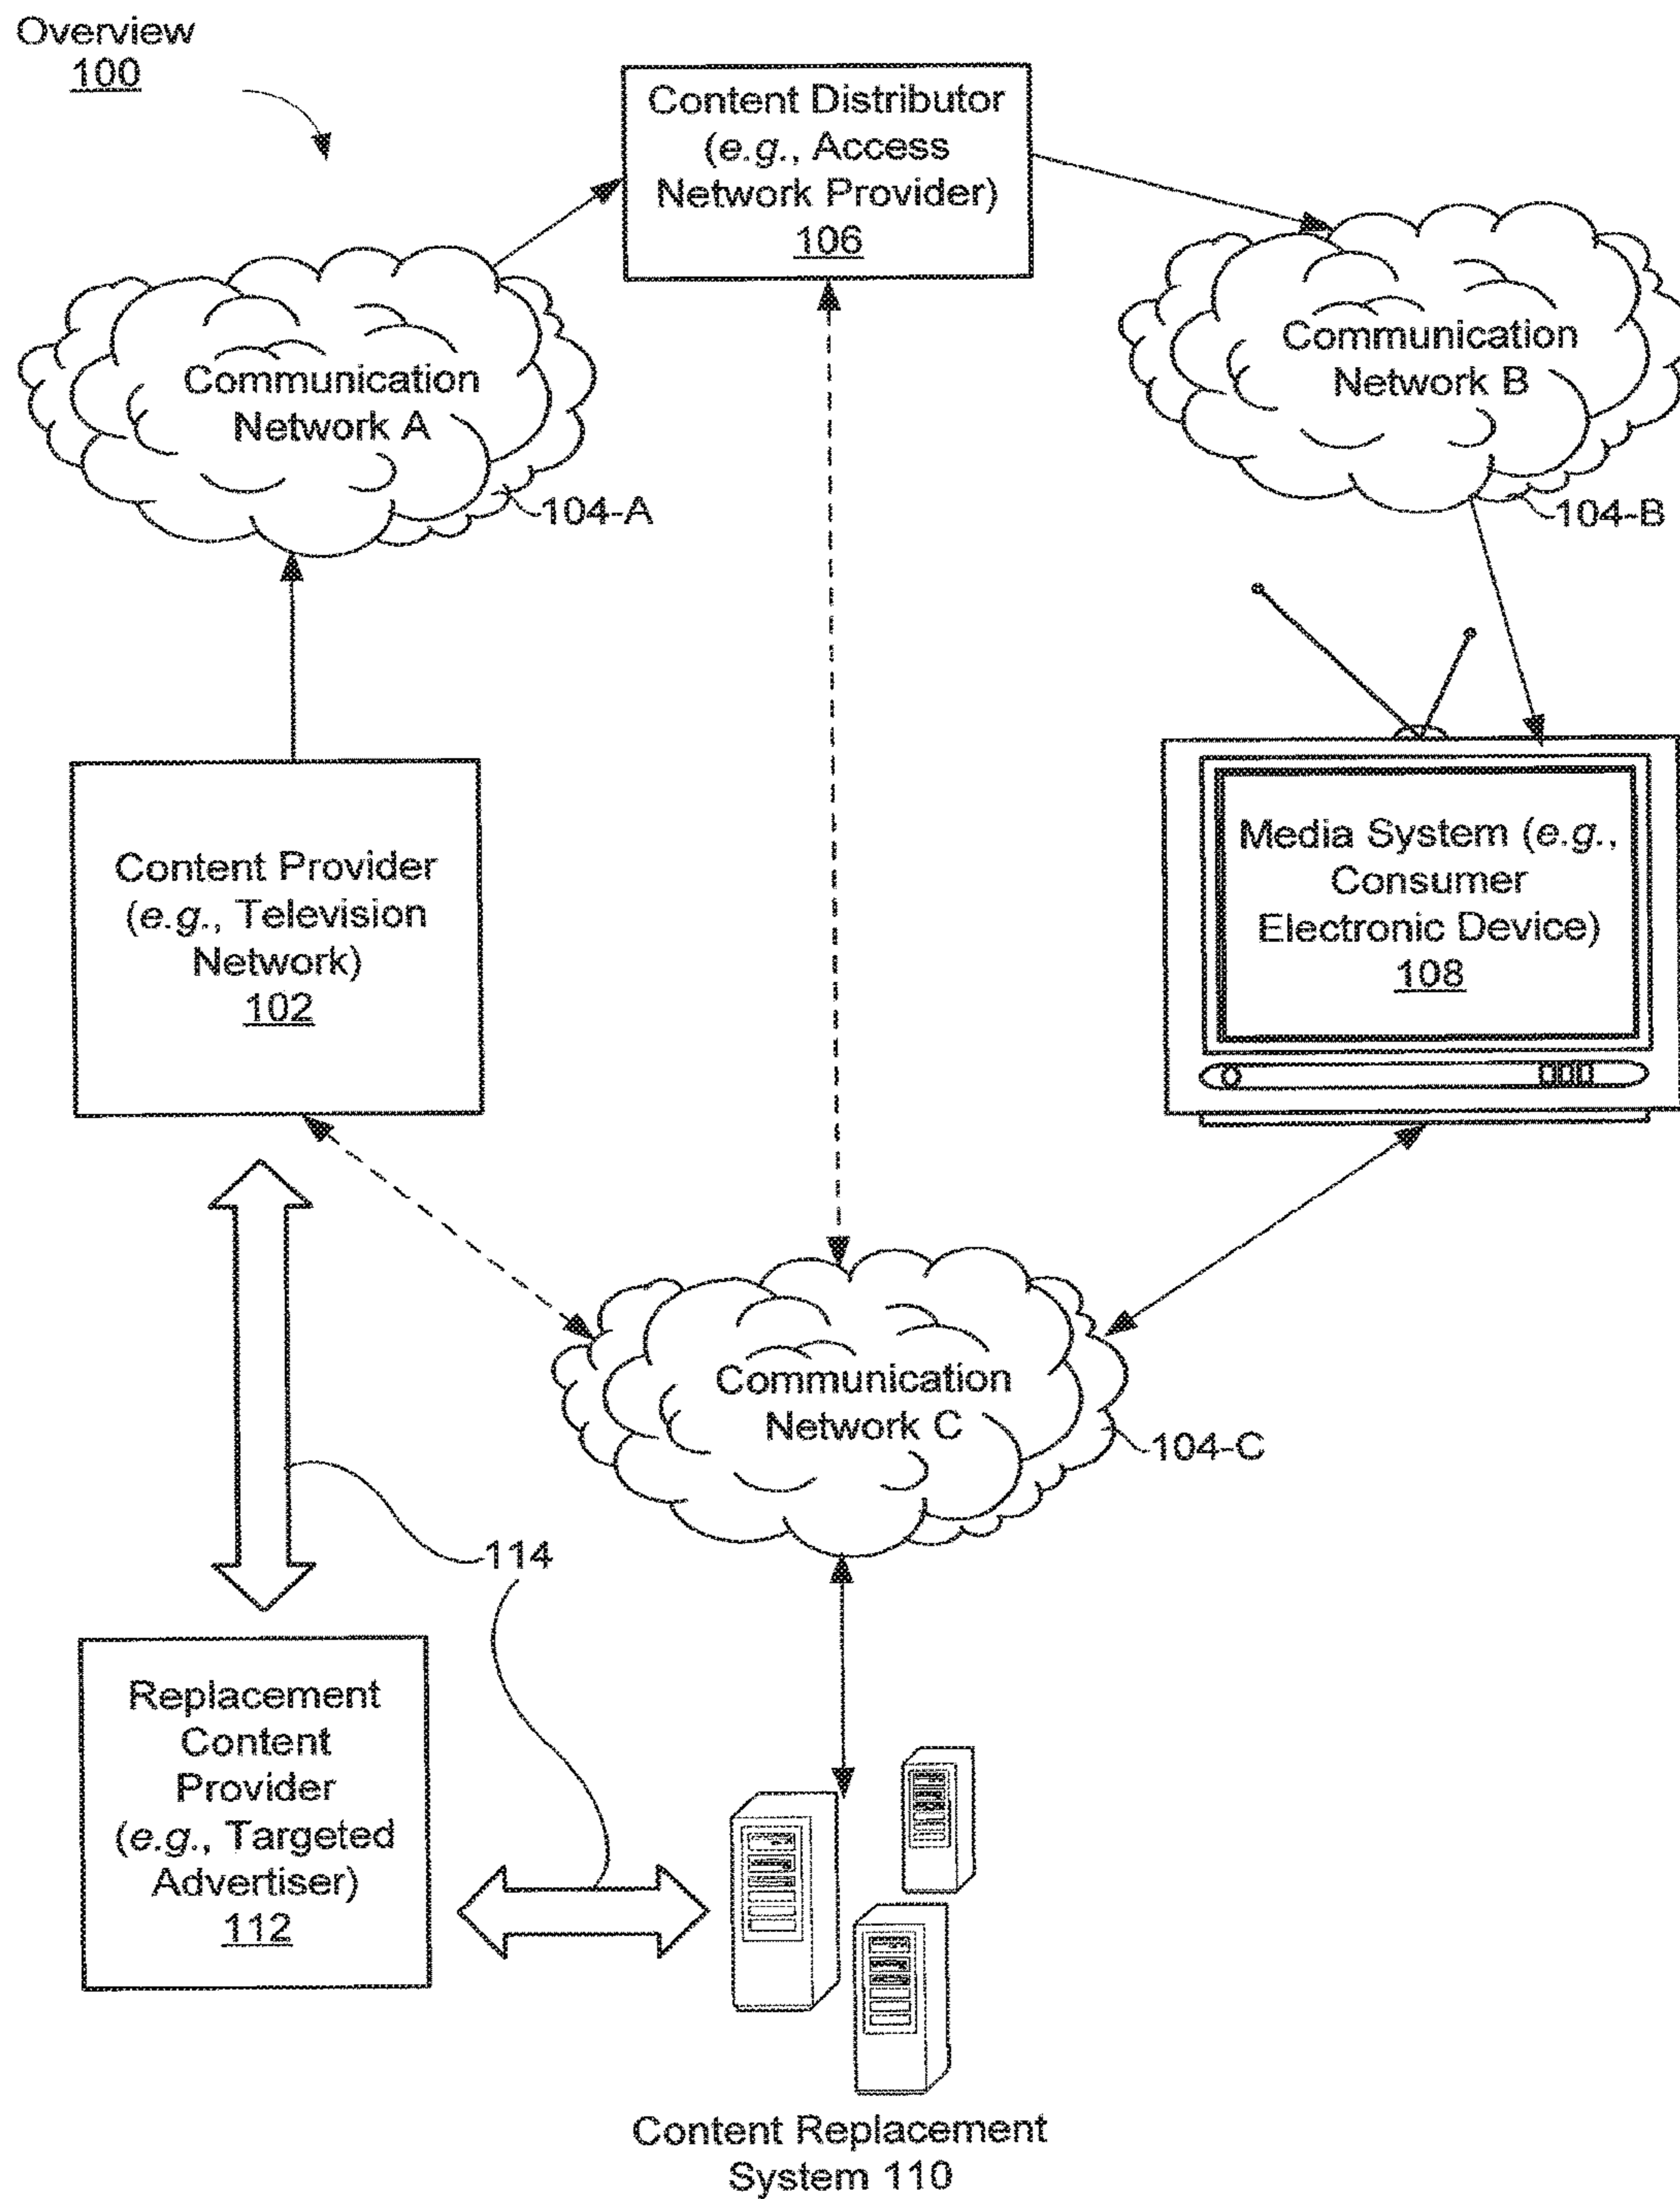 Overview
100
Content Distributor
(e.g., Access
Network Provider)
106
Communication
Network A
104-A
Communication
Network B
104-B
Content Provider
(e.g., Television
Network)
102
Media System (e.g.,
Consumer
Electronic Device)
108
Communication
Network C
104-C
114
Replacement
Content
Provider
(e.g., Targeted
Advertiser)
112
Content Replacement
System 110